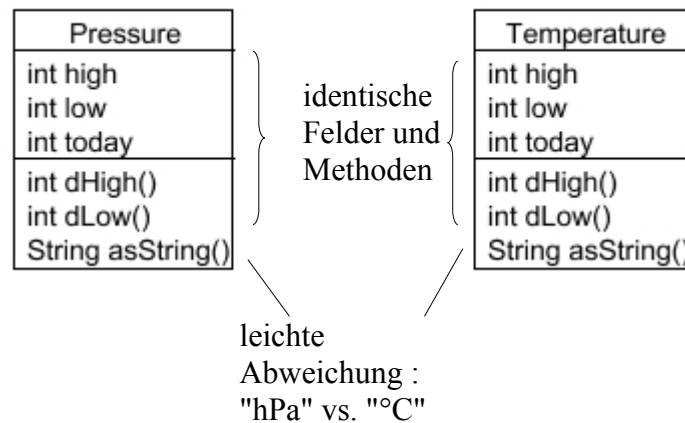 Pressure
int high
int low
int today
int dHigh()
int dLow()
String asString()
identische
Felder und
Methoden
Temperature
int high
int low
int today
int dHigh()
int dLow()
String asString()
leichte
Abweichung :
"hPa" vs. "°C"